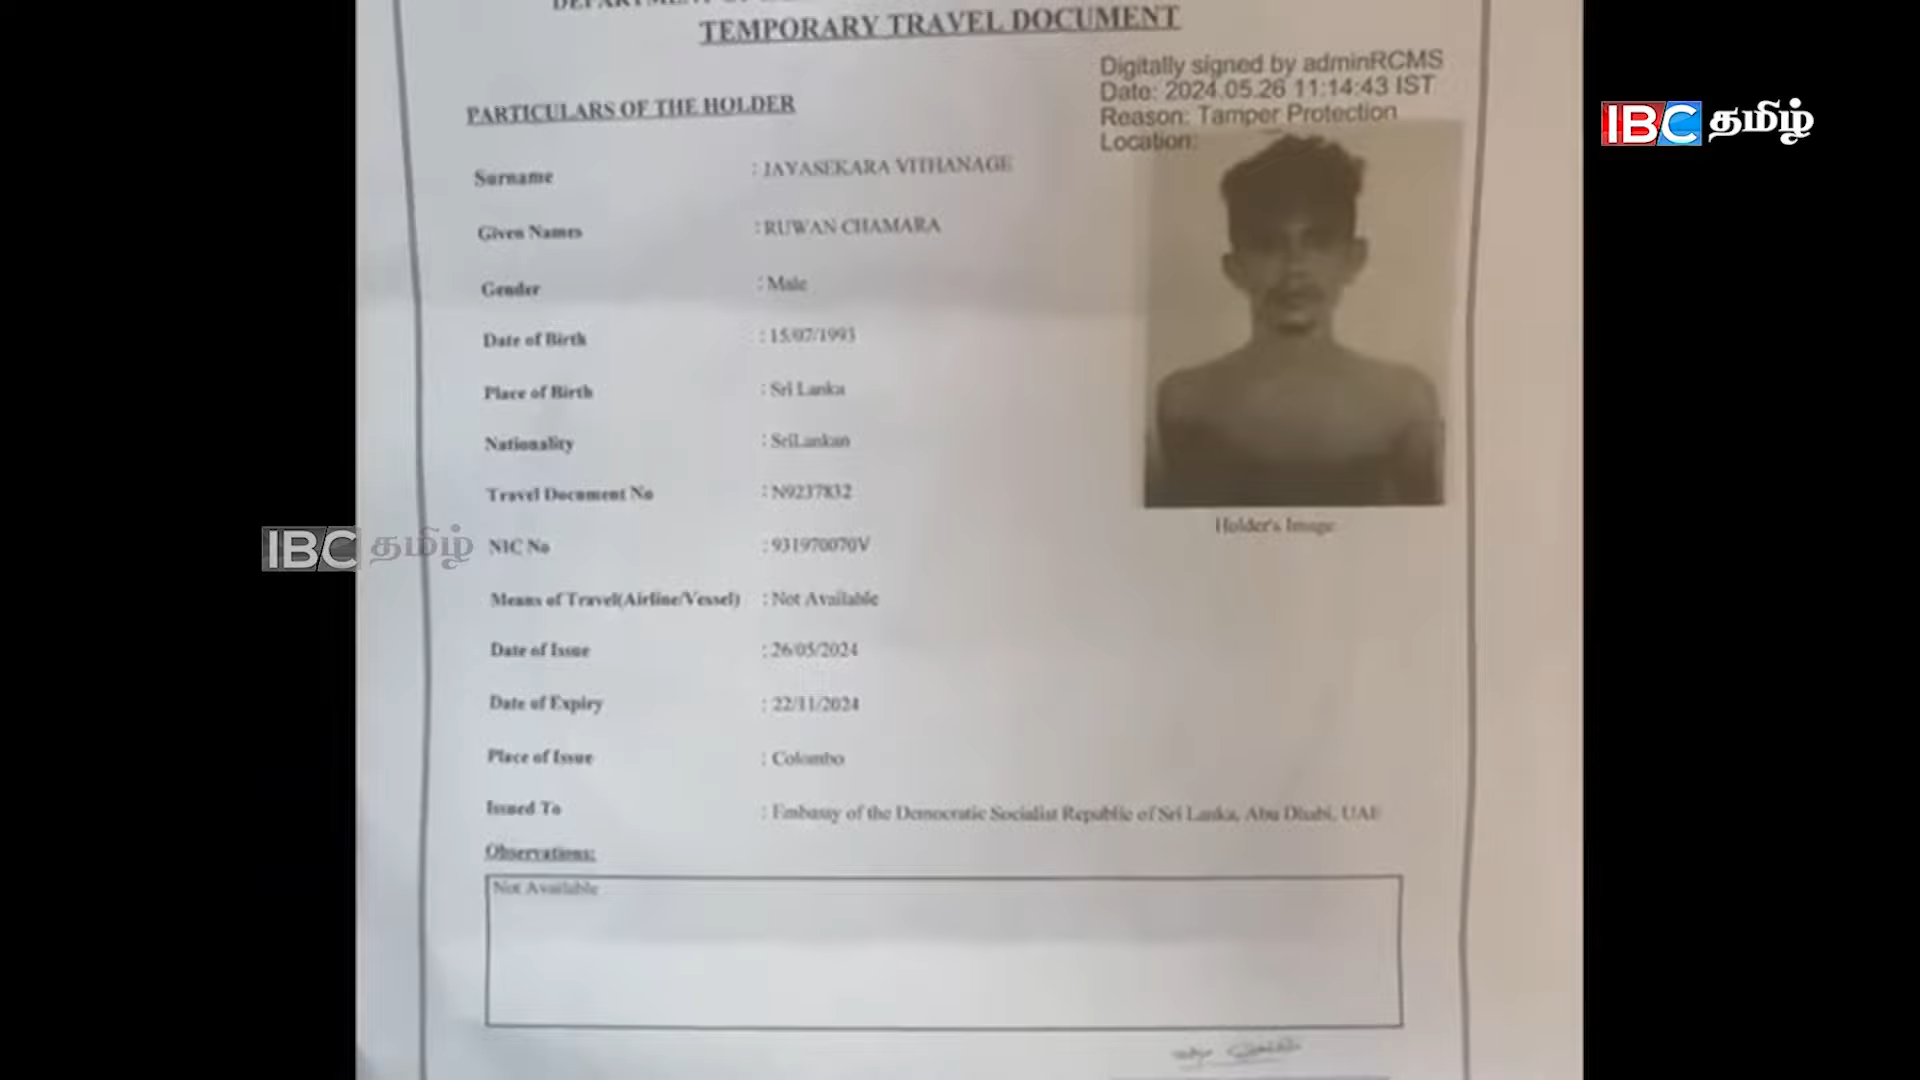 TEMPORARY TRAVEL DOCUMENT
Digitally signed by adminRCMS
Date: 2024.05.26 11:14:43 IST
Reason: Tamper Protection
Location:
IBC தமிழ்
PARTICULARS OF THE HOLDER
Surname : JAYASEKARA VITHANAGE
Given Names : RUWAN CHAMARA
Gender : Male
Date of Birth : 15/07/1993
Place of Birth : Sri Lanka
Nationality : SriLankan
Travel Document No : N9237832
Holder's Image
IBC தமிழ்
NIC No : 931970070V
Means of Travel(Airline/Vessel) : Not Available
Date of Issue : 26/05/2024
Date of Expiry : 22/11/2024
Place of Issue : Colombo
Issued To : Embassy of the Democratic Socialist Republic of Sri Lanka, Abu Dhabi, UAE
Observations:
Not Available